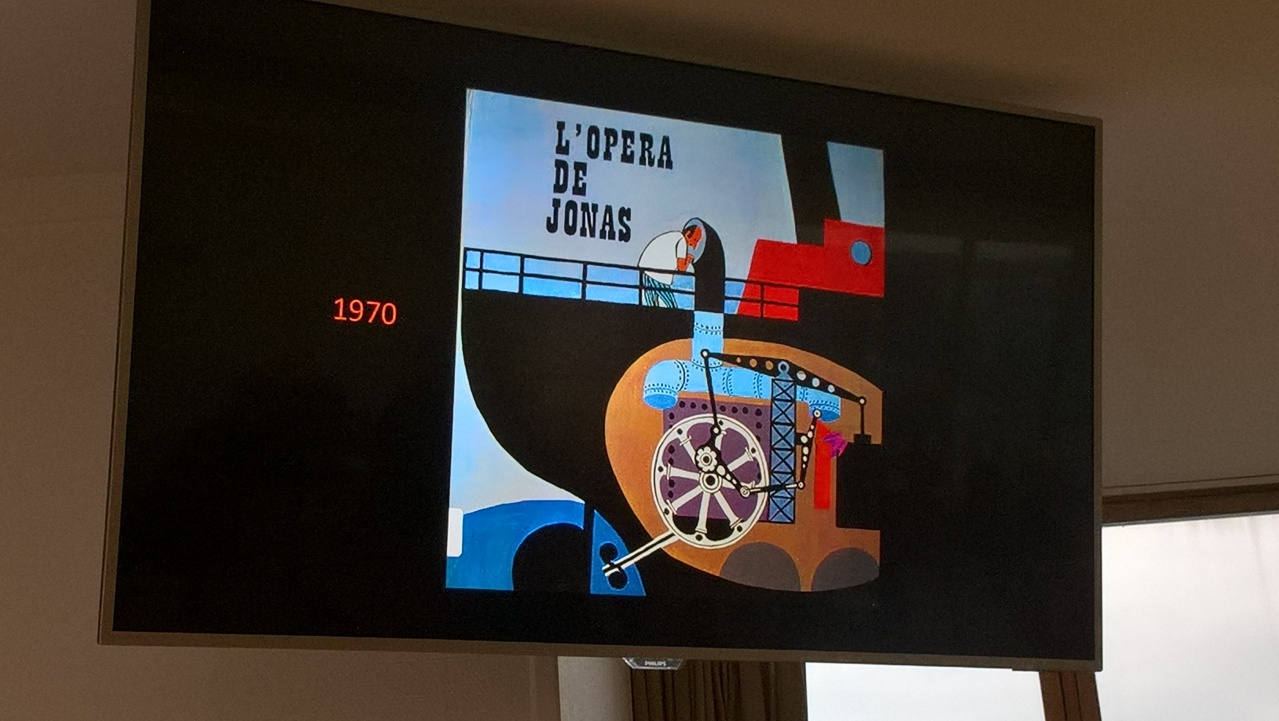 L'OPERA
DE
JONAS
1970
PHILIPS